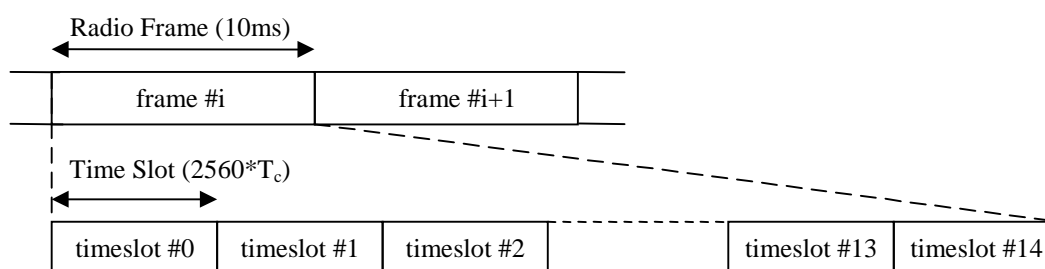 Radio Frame (10ms)
frame #i
frame #i+1
Time Slot (2560*Tc)
timeslot #0
timeslot #1
timeslot #2
timeslot #13
timeslot #14